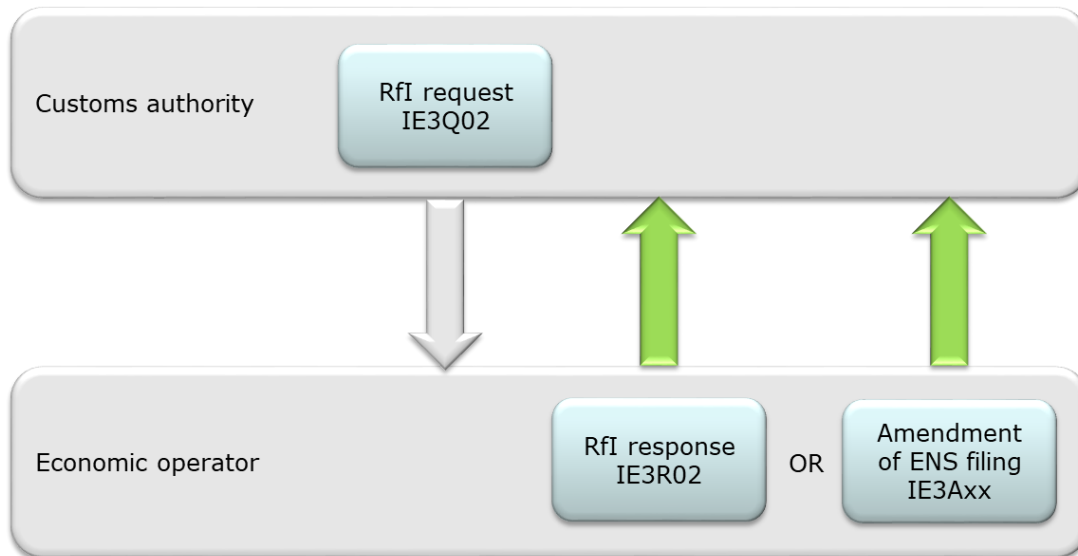 Customs authority
RfI request
IE3Q02
Economic operator
RfI response
IE3R02
OR
Amendment
of ENS filing
IE3Axx